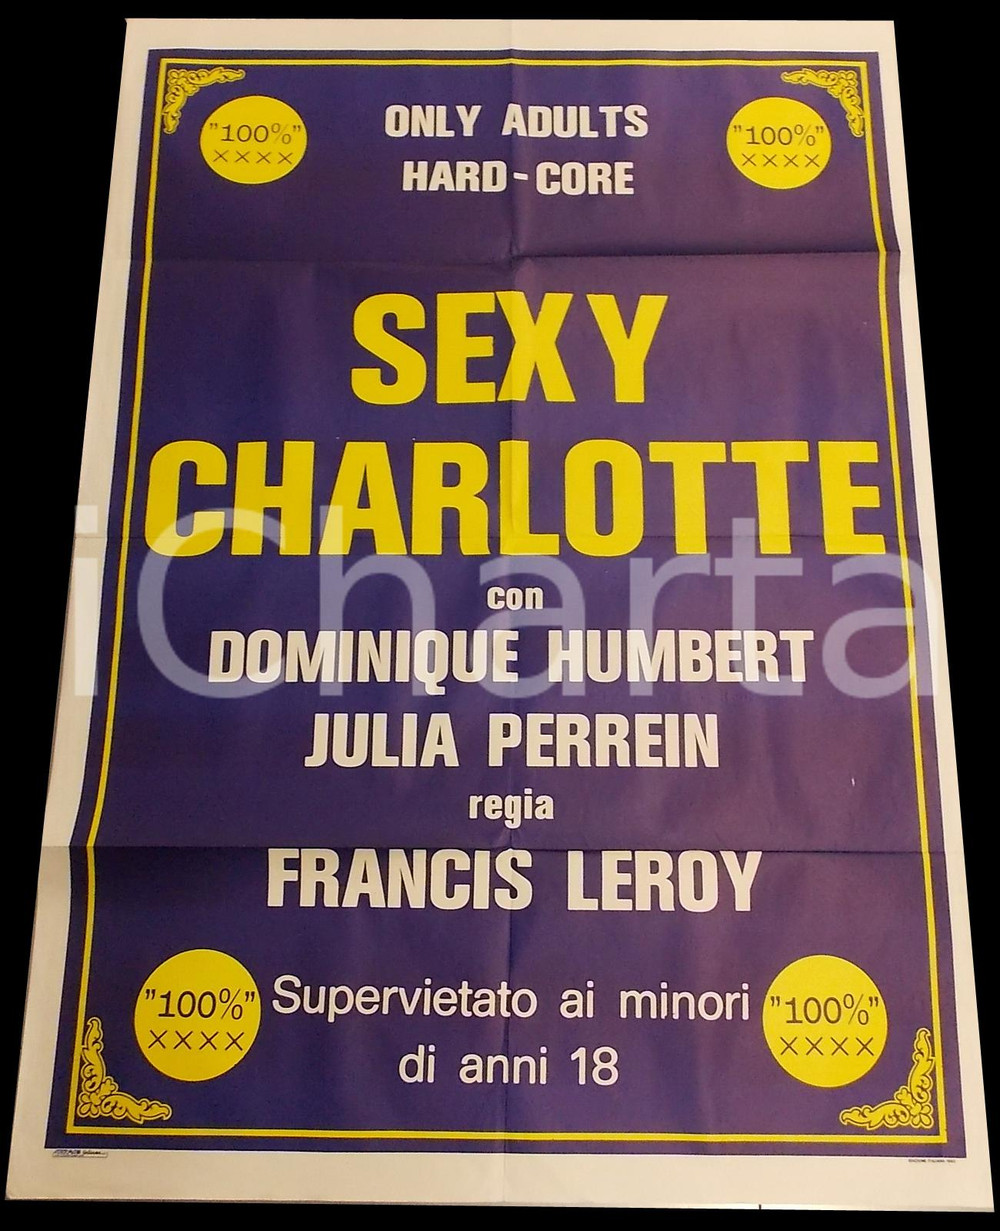 ONLY ADULTS
HARD-CORE
"100%"
XXXX
"100%"
XXXX
SEXY
CHARLOTTE
con
DOMINIQUE HUMBERT
JULIA PERREIN
regia
FRANCIS LEROY
Supervietato ai minori
di anni 18
"100%"
XXXX
"100%"
XXXX
iCharta